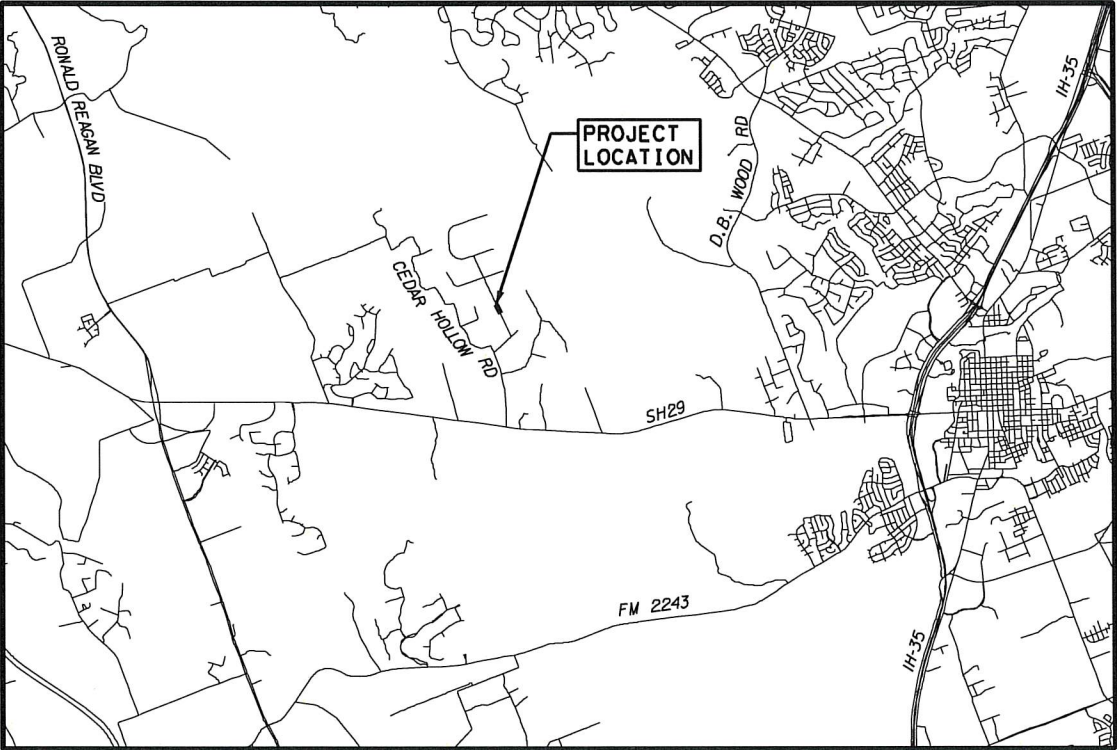 RONALD REAGAN BLVD
IH-35
PROJECT
LOCATION
D.B. WOOD RD
CEDAR HOLLOW RD
SH29
FM 2243
IH-35